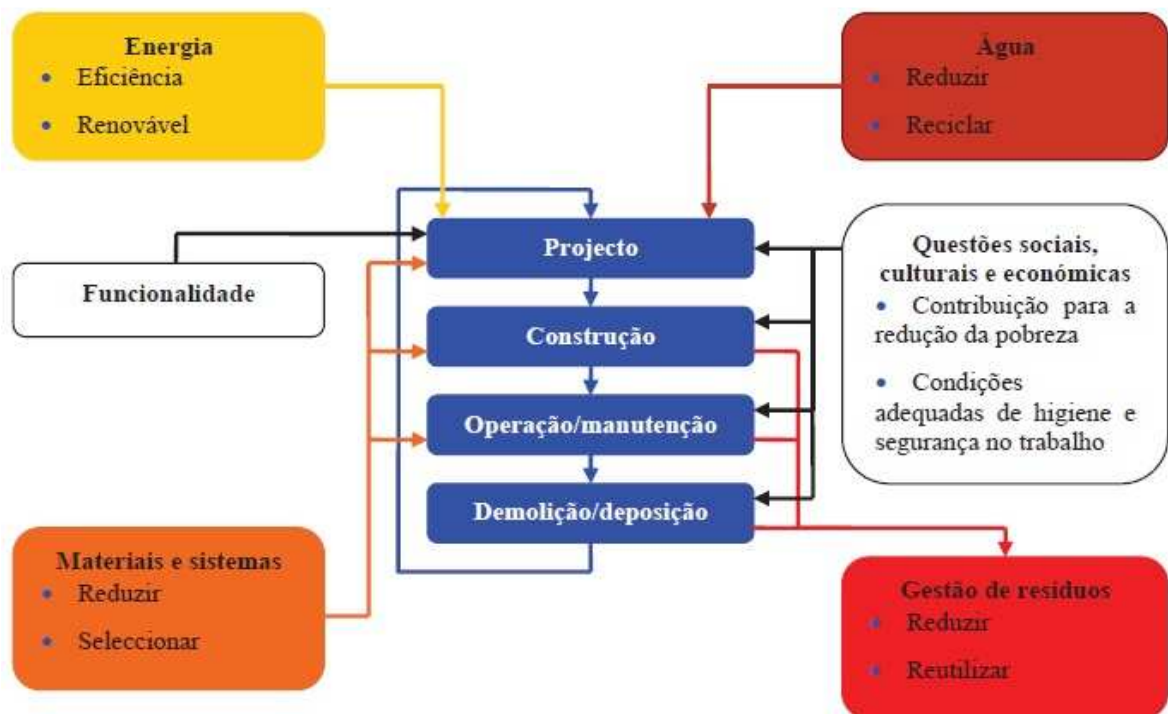 Energia
• Eficiência
• Renovável
Água
• Reduzir
• Reciclar
Projecto
Funcionalidade
Questões sociais,
culturais e económicas
• Contribuição para a
redução da pobreza
• Condições
adequadas de higiene e
segurança no trabalho
Construção
Operação/manutenção
Demolição/deposição
Materiais e sistemas
• Reduzir
• Seleccionar
Gestão de resíduos
• Reduzir
• Reutilizar